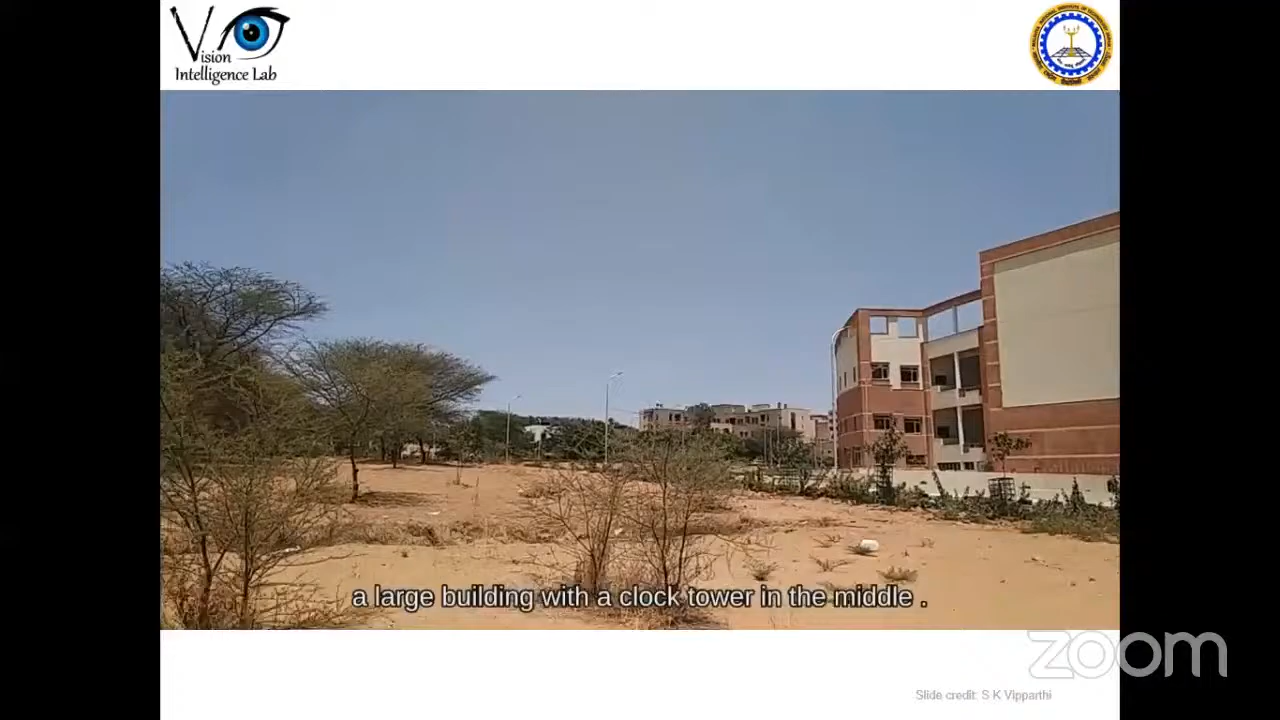 Vision
Intelligence Lab
a large building with a clock tower in the middle .
zoom
Slide credit: S K Vipparthi